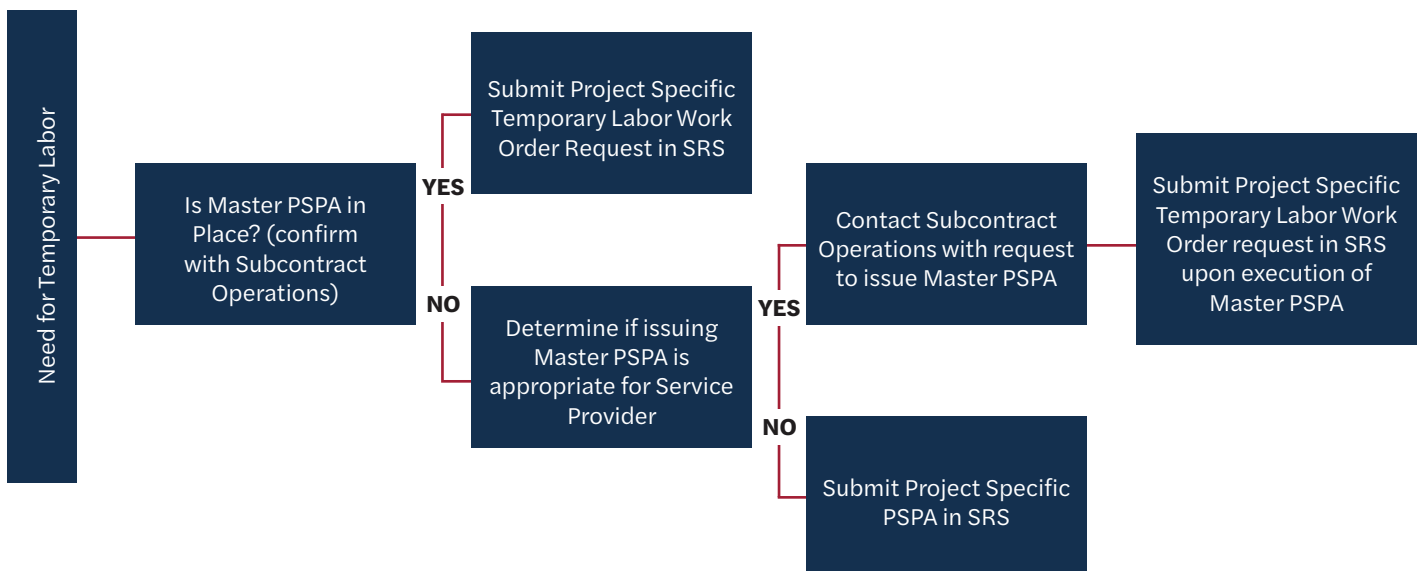 Need for Temporary Labor
Is Master PSPA in
Place? (confirm
with Subcontract
Operations)
YES
Submit Project Specific
Temporary Labor Work
Order Request in SRS
NO
Determine if issuing
Master PSPA is
appropriate for Service
Provider
YES
Contact Subcontract
Operations with request
to issue Master PSPA
Submit Project Specific
Temporary Labor Work
Order request in SRS
upon execution of
Master PSPA
NO
Submit Project Specific
PSPA in SRS